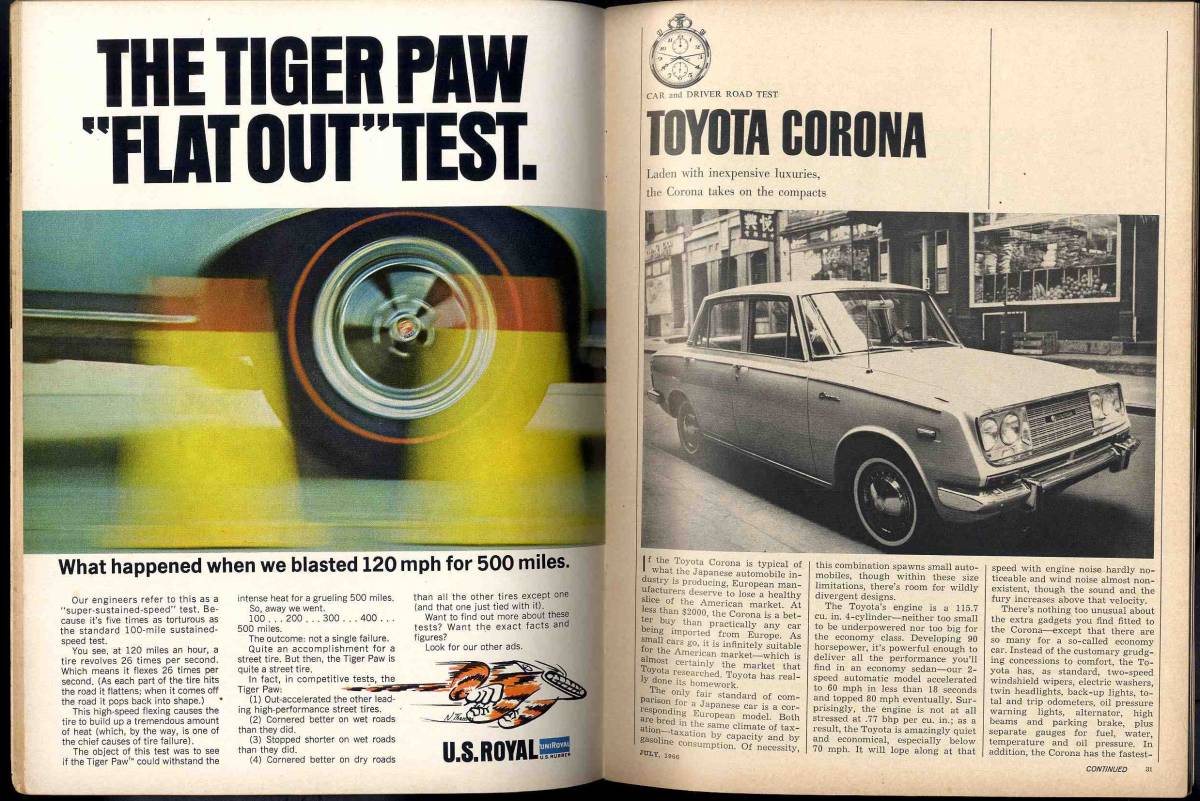 THE TIGER PAW
“FLAT OUT” TEST.
What happened when we blasted 120 mph for 500 miles.
Our engineers refer to this as a
"super-sustained-speed" test. Be-
cause it's five times as torturous as
the standard 100-mile sustained-
speed test.
You see, at 120 miles an hour, a
tire revolves 26 times per second.
Which means it flexes 26 times per
second. (As each part of the tire hits
the road it flattens; when it comes off
the road it pops back into shape.)
This high-speed flexing causes the
tire to build up a tremendous amount
of heat (which, by the way, is one of
the chief causes of tire failure).
The object of this test was to see
if the Tiger Paw™ could withstand the
intense heat for a grueling 500 miles.
So, away we went.
100 . . . 200 . . . 300 . . . 400 . . .
500 miles.
The outcome: not a single failure.
Quite an accomplishment for a
street tire. But then, the Tiger Paw is
quite a street tire.
In fact, in competitive tests, the
Tiger Paw:
(1) Out-accelerated the other lead-
ing high-performance street tires.
(2) Cornered better on wet roads
than they did.
(3) Stopped shorter on wet roads
than they did.
(4) Cornered better on dry roads
than all the other tires except one
(and that one just tied with it).
Want to find out more about these
tests? Want the exact facts and
figures?
Look for our other ads.
U.S. ROYAL
UNIROYAL
U.S. RUBBER
CAR and DRIVER ROAD TEST
TOYOTA CORONA
Laden with inexpensive luxuries,
the Corona takes on the compacts
If the Toyota Corona is typical of
what the Japanese automobile in-
dustry is producing, European man-
ufacturers deserve to lose a healthy
slice of the American market. At
less than $2000, the Corona is a bet-
ter buy than practically any car
being imported from Europe. As
small cars go, it is infinitely suitable
for the American market—which is
almost certainly the market that
Toyota researched. Toyota has real-
ly done its homework.
The only fair standard of com-
parison for a Japanese car is a cor-
responding European model. Both
are bred in the same climate of tax-
ation—taxation by capacity and by
gasoline consumption. Of necessity,
this combination spawns small auto-
mobiles, though within these size
limitations, there's room for wildly
divergent designs.
The Toyota's engine is a 115.7
cu. in. 4-cylinder—neither too small
to be underpowered nor too big for
the economy class. Developing 90
horsepower, it's powerful enough to
deliver all the performance you'll
find in an economy sedan—our 2-
speed automatic model accelerated
to 60 mph in less than 18 seconds
and topped 80 mph eventually. Sur-
prisingly, the engine is not at all
stressed at .77 bhp per cu. in.; as a
result, the Toyota is amazingly quiet
and economical, especially below
70 mph. It will lope along at that
speed with engine noise hardly no-
ticeable and wind noise almost non-
existent, though the sound and the
fury increases above that velocity.
There's nothing too unusual about
the extra gadgets you find fitted to
the Corona—except that there are
so many for a so-called economy
car. Instead of the customary grudg-
ing concessions to comfort, the To-
yota has, as standard, two-speed
windshield wipers, electric washers,
twin headlights, back-up lights, to-
tal and trip odometers, oil pressure
warning lights, alternator, high
beams and parking brake, plus
separate gauges for fuel, water,
temperature and oil pressure. In
addition, the Corona has the fastest-
JULY, 1966
CONTINUED 31